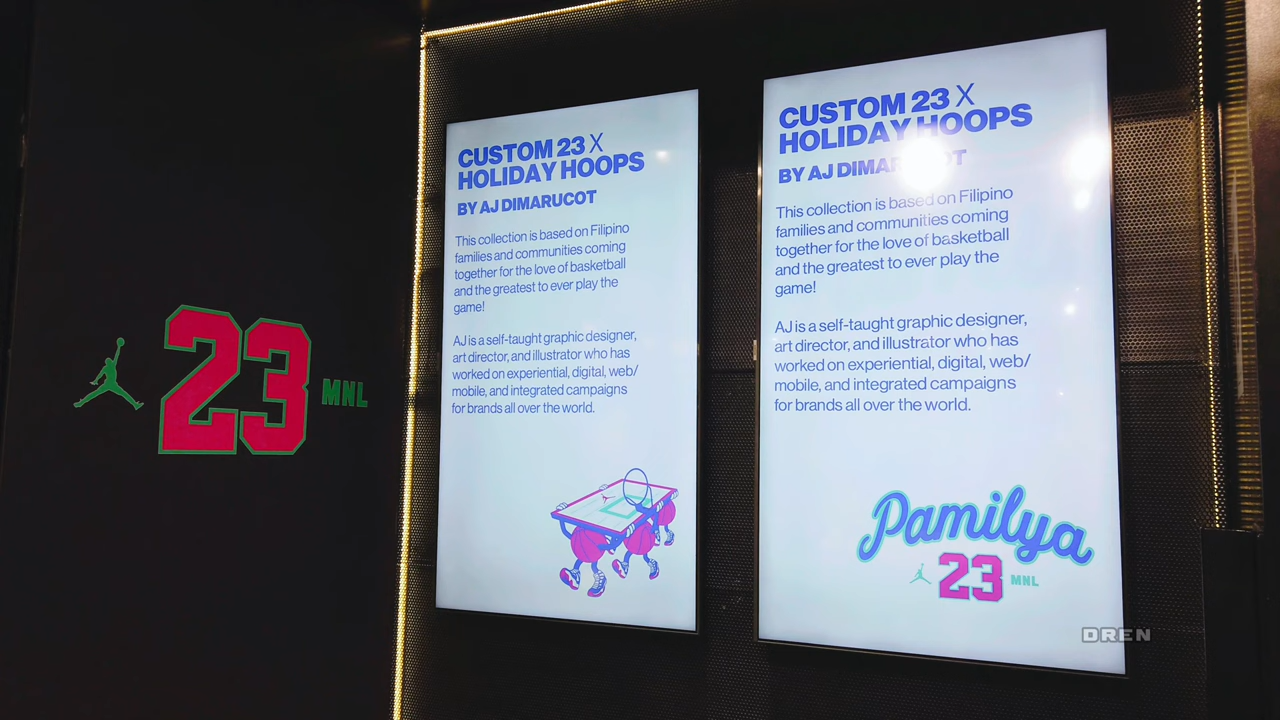 23 MNL
CUSTOM 23 X
HOLIDAY HOOPS
BY AJ DIMARUCOT
This collection is based on Filipino
families and communities coming
together for the love of basketball
and the greatest to ever play the
game!
AJ is a self-taught graphic designer,
art director, and illustrator who has
worked on experiential, digital, web/
mobile, and integrated campaigns
for brands all over the world.
CUSTOM 23 X
HOLIDAY HOOPS
BY AJ DIMARUCOT
This collection is based on Filipino
families and communities coming
together for the love of basketball
and the greatest to ever play the
game!
AJ is a self-taught graphic designer,
art director, and illustrator who has
worked on experiential, digital, web/
mobile, and integrated campaigns
for brands all over the world.
Pamilya
23 MNL
DREN